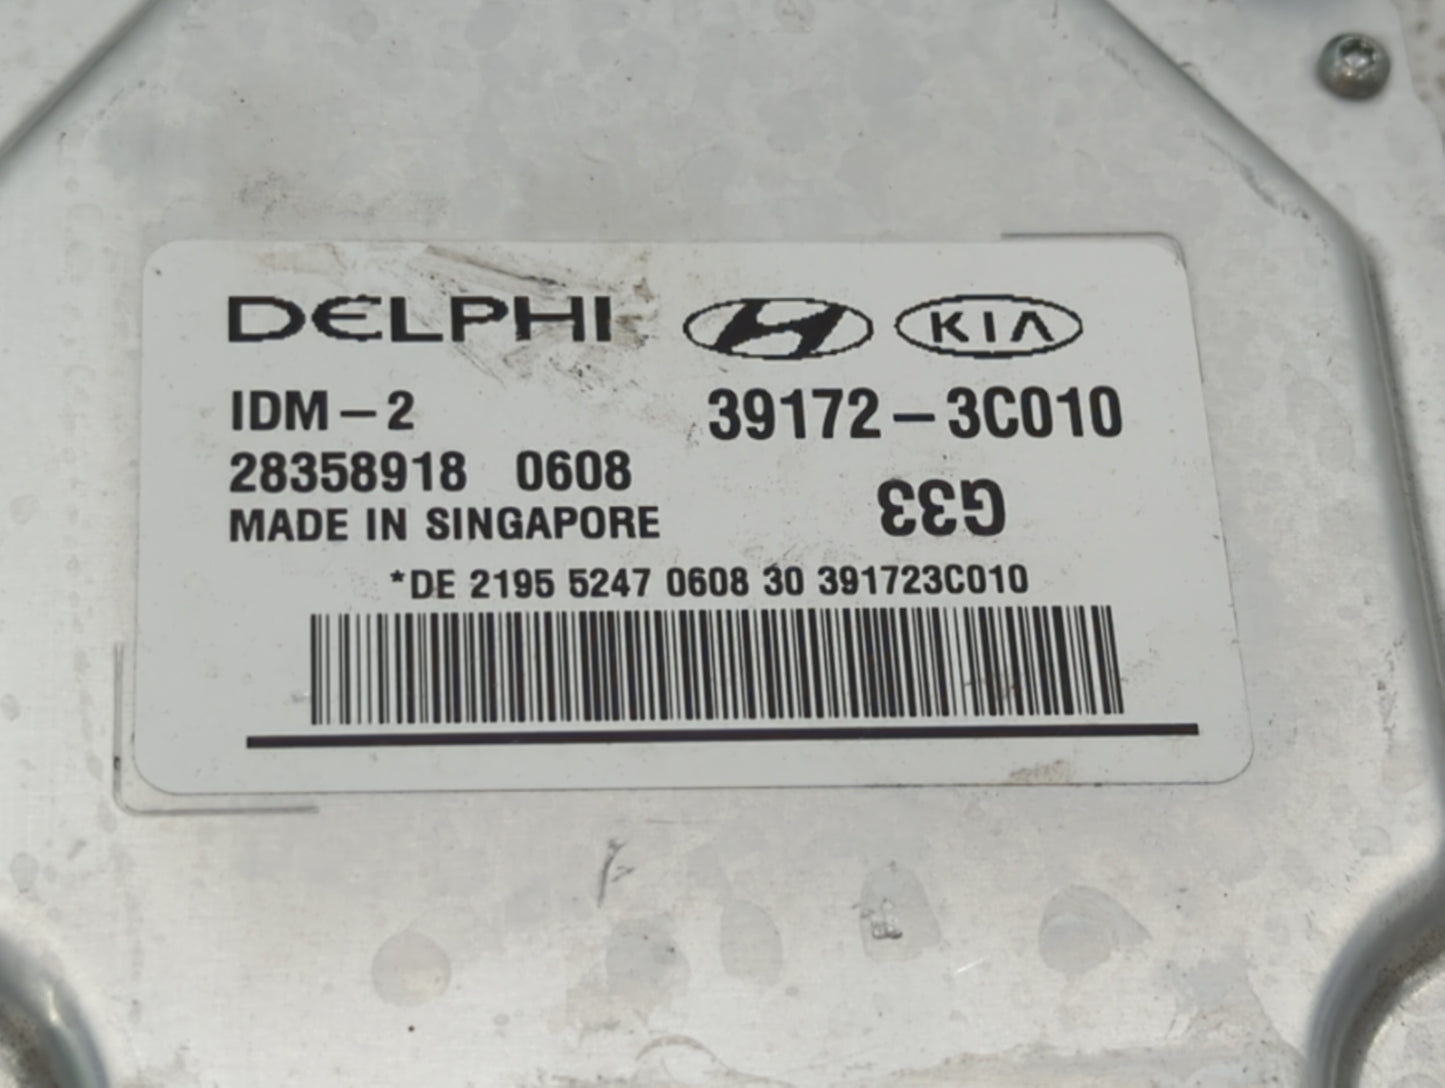 DELPHI KIA
IDM-2 39172-3C010
28358918 0608
G33
MADE IN SINGAPORE
*DE 2195 5247 0608 30 391723C010